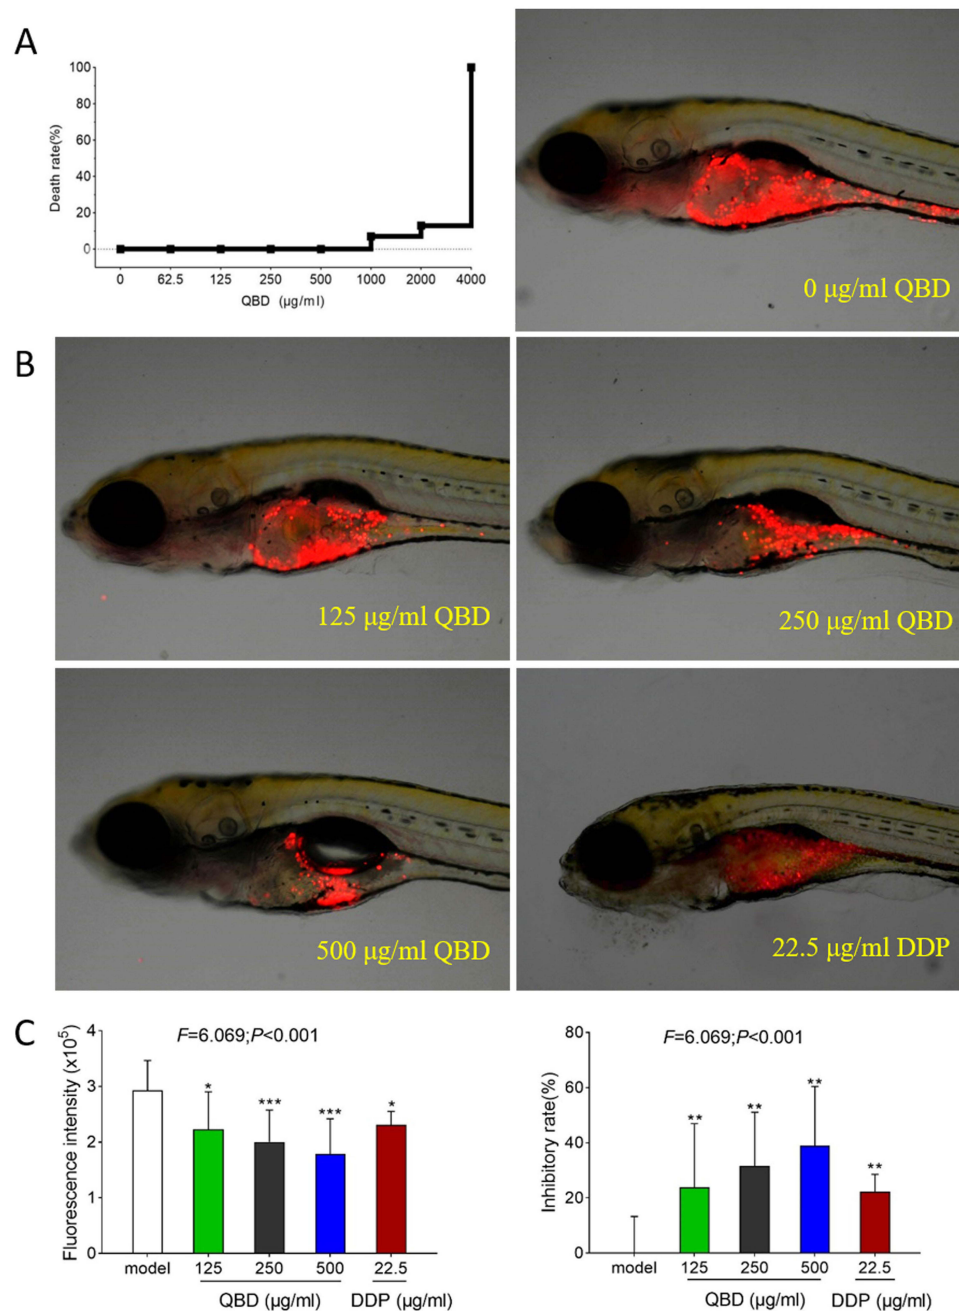 A
Death rate(%)
100
80
60
40
20
0
0 62.5 125 250 500 1000 2000 4000
QBD (μg/ml)
0 μg/ml QBD
B
125 μg/ml QBD
250 μg/ml QBD
500 μg/ml QBD
22.5 μg/ml DDP
C
Fluorescence intensity (x10⁵)
4
3
2
1
0
F=6.069;P<0.001
* *** *** *
model 125 250 500 22.5
QBD (μg/ml) DDP (μg/ml)
Inhibitory rate(%)
80
60
40
20
0
F=6.069;P<0.001
** ** ** **
model 125 250 500 22.5
QBD (μg/ml) DDP (μg/ml)